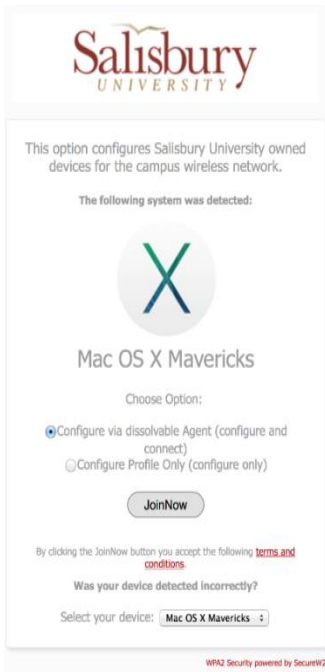 Salisbury
UNIVERSITY
This option configures Salisbury University owned
devices for the campus wireless network.
The following system was detected:
X
Mac OS X Mavericks
Choose Option:
Configure via dissolvable Agent (configure and
connect)
Configure Profile Only (configure only)
JoinNow
By clicking the JoinNow button you accept the following terms and
conditions.
Was your device detected incorrectly?
Select your device: Mac OS X Mavericks
WPA2 Security powered by SecureW2